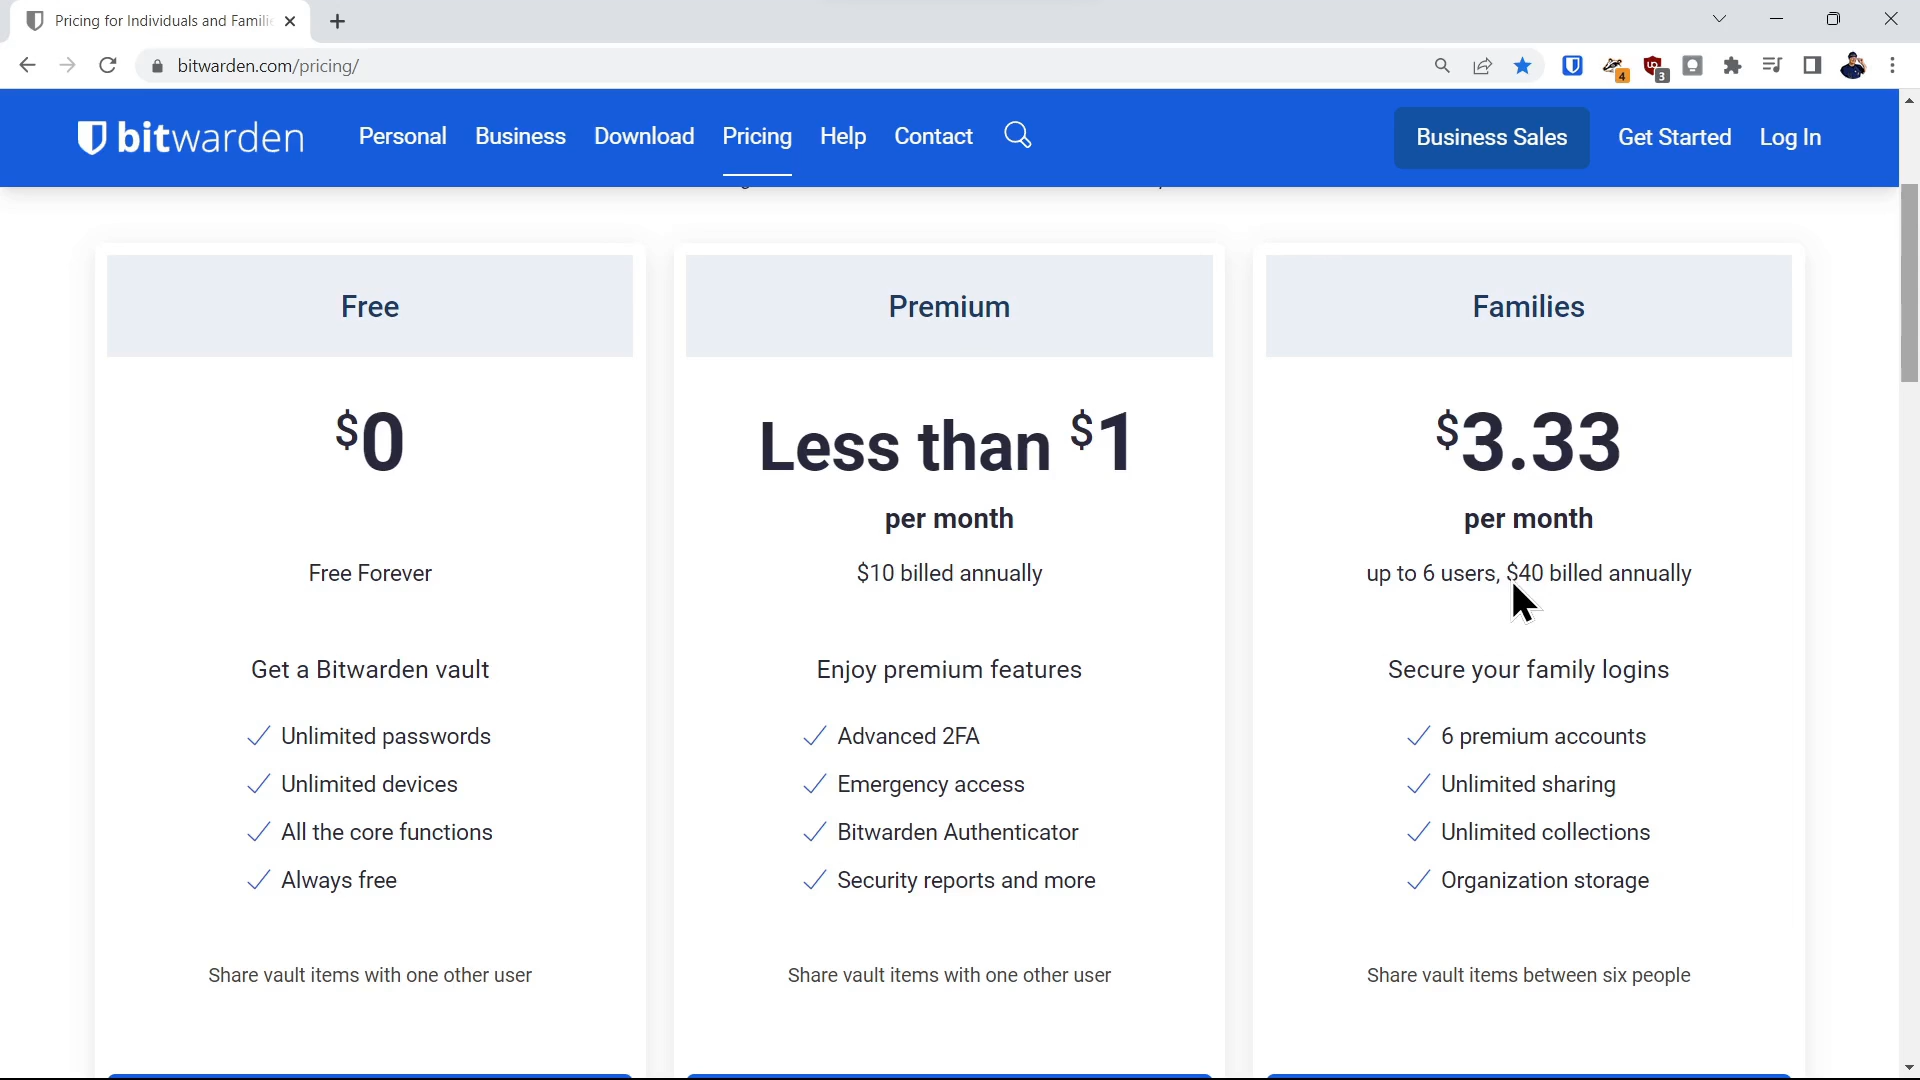 Pricing for Individuals and Famili
bitwarden.com/pricing/
4
3
bitwarden
Personal
Business
Download
Pricing
Help
Contact
Business Sales
Get Started
Log In
Free
$0
Free Forever
Get a Bitwarden vault
Unlimited passwords
Unlimited devices
All the core functions
Always free
Share vault items with one other user
Premium
Less than $1
per month
$10 billed annually
Enjoy premium features
Advanced 2FA
Emergency access
Bitwarden Authenticator
Security reports and more
Share vault items with one other user
Families
$3.33
per month
up to 6 users, $40 billed annually
Secure your family logins
6 premium accounts
Unlimited sharing
Unlimited collections
Organization storage
Share vault items between six people